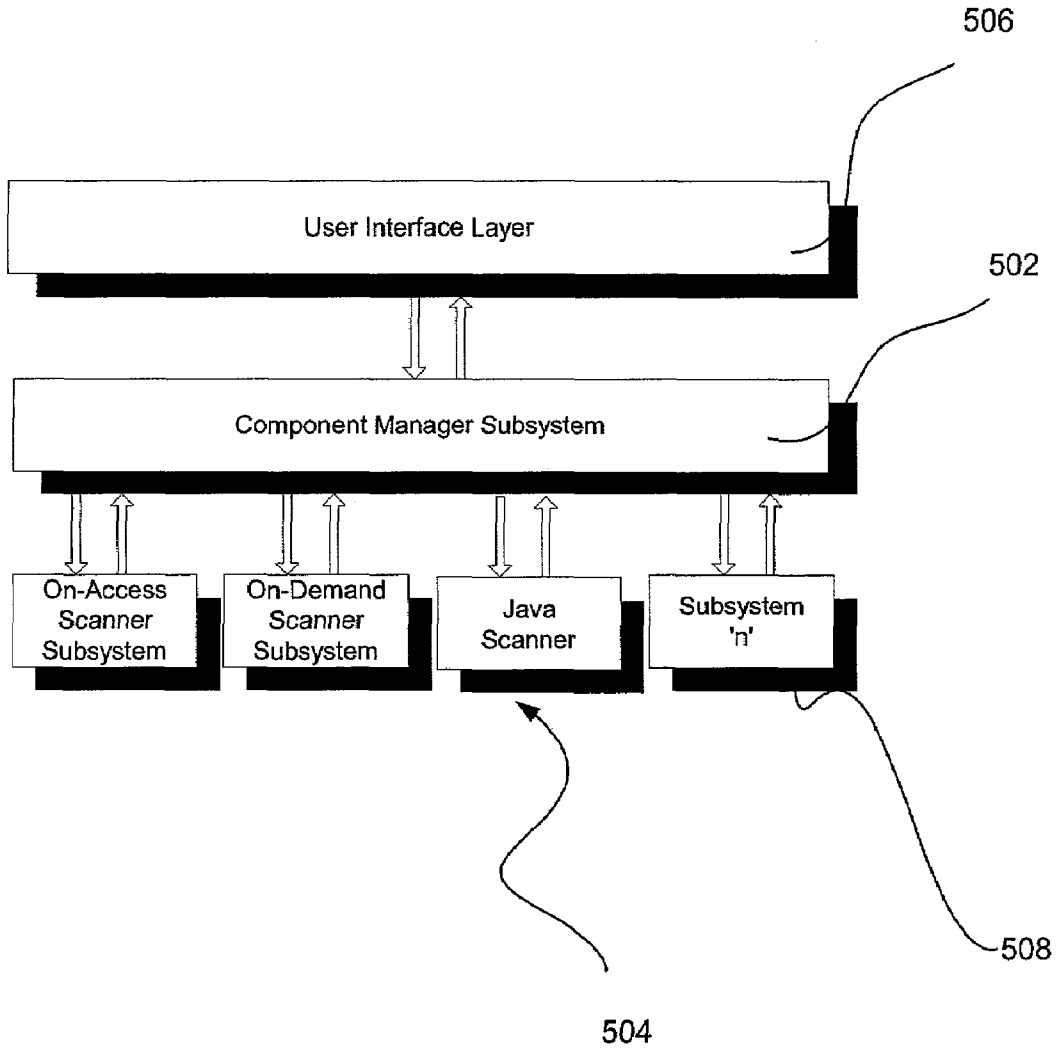 506
User Interface Layer
502
Component Manager Subsystem
On-Access
Scanner
Subsystem
On-Demand
Scanner
Subsystem
Java
Scanner
Subsystem
'n'
508
504